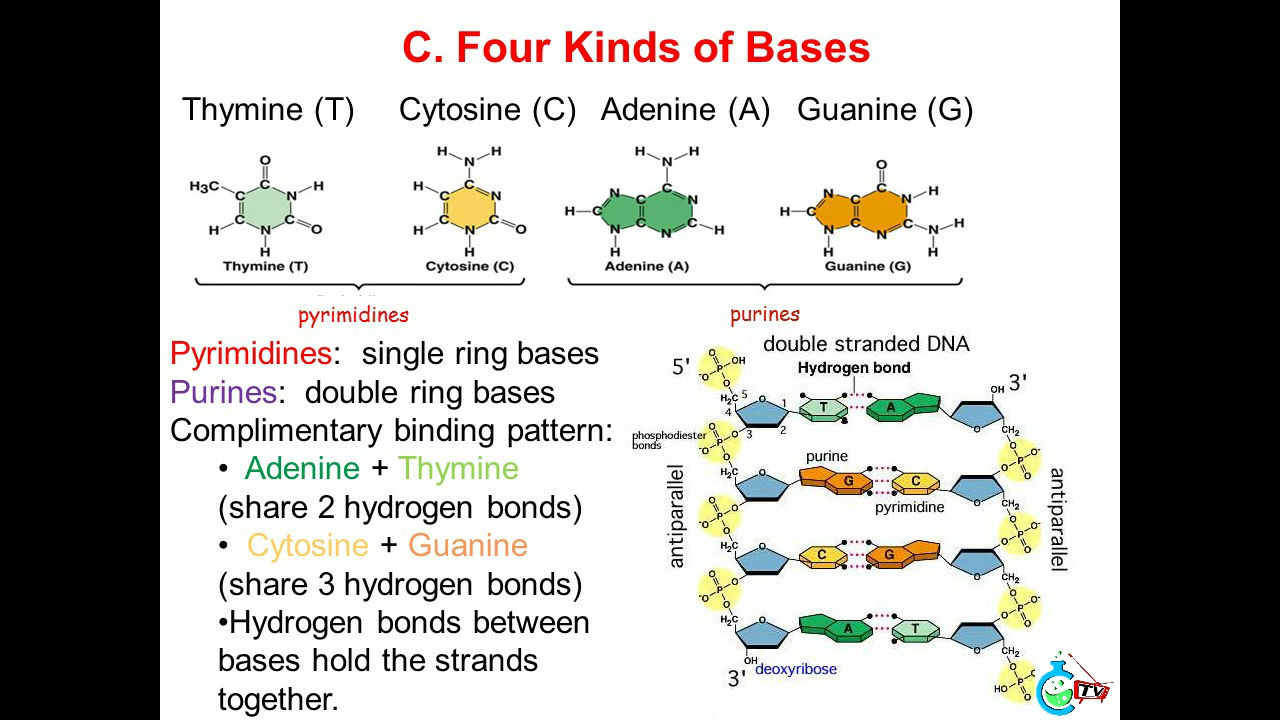 C. Four Kinds of Bases
Thymine (T) Cytosine (C) Adenine (A) Guanine (G)
O
H₃C C N H
C C O
H N
H
Thymine (T)
H N H
H C N
C C
H N O
H
Cytosine (C)
H N H
N C N
H C C C H
N N
H
Adenine (A)
O
N C N H
H C C C N H
N N H
H
Guanine (G)
pyrimidines
purines
Pyrimidines: single ring bases
Purines: double ring bases
Complimentary binding pattern:
• Adenine + Thymine
(share 2 hydrogen bonds)
• Cytosine + Guanine
(share 3 hydrogen bonds)
•Hydrogen bonds between
bases hold the strands
together.
double stranded DNA
Hydrogen bond
5' 3'
T A
phosphodiester
bonds
purine
G C
pyrimidine
antiparallel
antiparallel
C G
A T
deoxyribose
3' 5'
TV